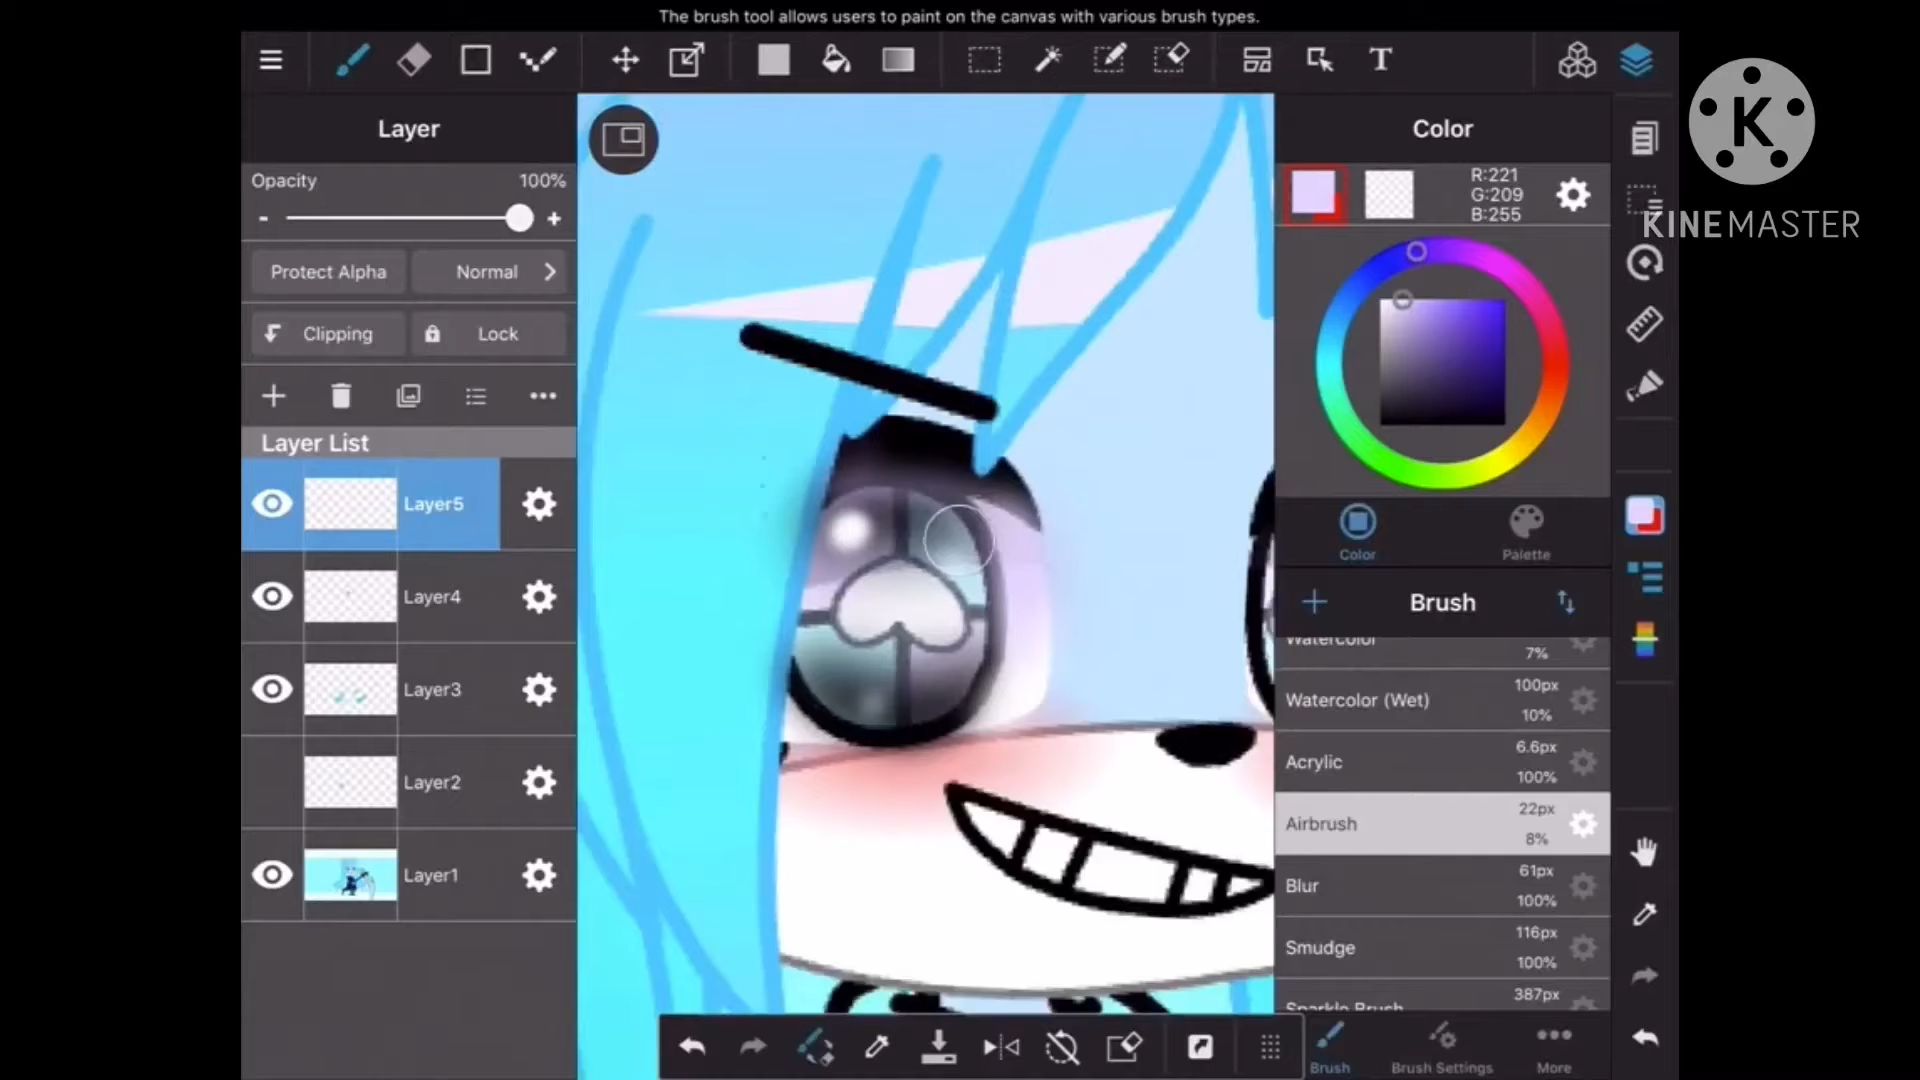 The brush tool allows users to paint on the canvas with various brush types.
T
K
KINEMASTER
Layer
Opacity 100%
- +
Protect Alpha Normal
Clipping Lock
Layer List
Layer5
Layer4
Layer3
Layer2
Layer1
Color
R:221
G:209
B:255
Color Palette
Brush
Watercolor 7%
Watercolor (Wet) 100px 10%
Acrylic 6.6px 100%
Airbrush 22px 8%
Blur 61px 100%
Smudge 116px 100%
Sparkle Brush 387px
Brush Brush Settings More